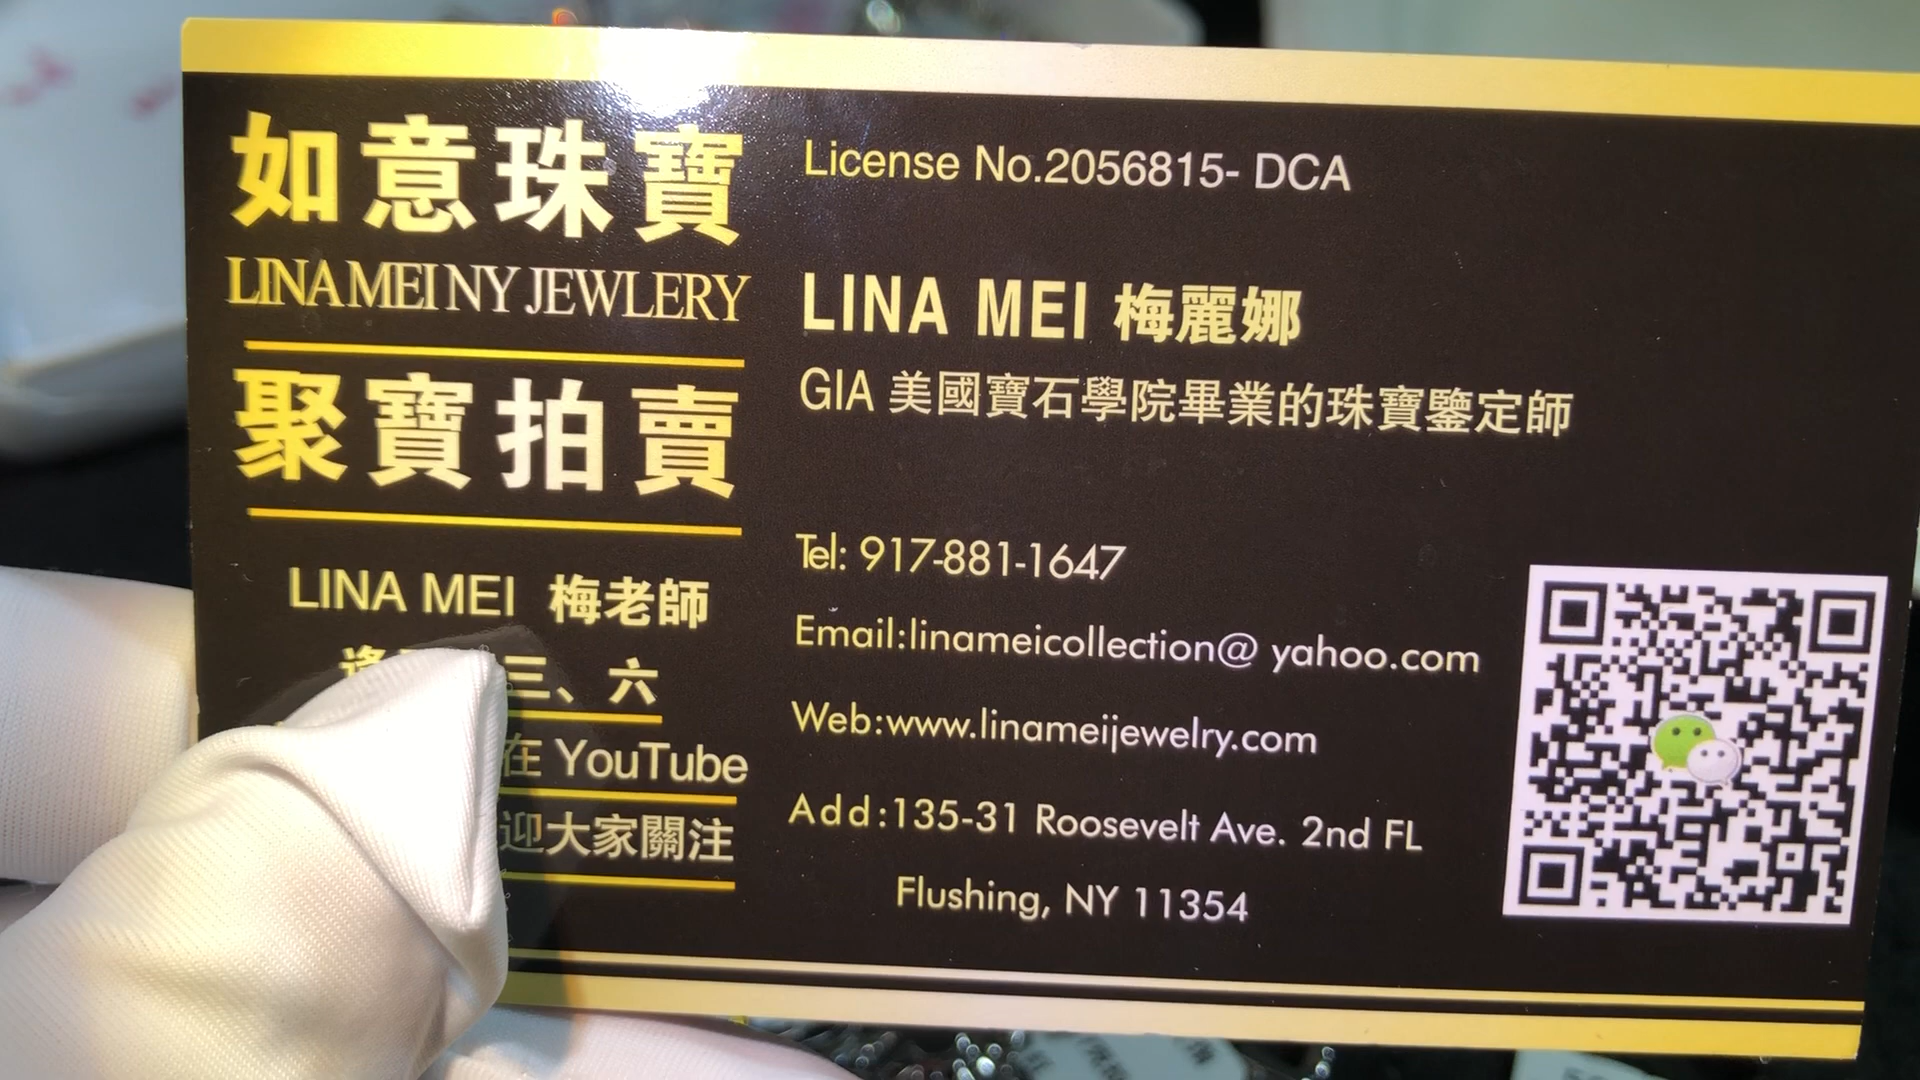 如意珠寶
LINA MEI NY JEWLERY
聚寶拍賣
LINA MEI 梅老師
逢 三、六
在 YouTube
迎大家關注
License No.2056815- DCA
LINA MEI 梅麗娜
GIA 美國寶石學院畢業的珠寶鑒定師
Tel: 917-881-1647
Email:linameicollection@ yahoo.com
Web:www.linameijewelry.com
Add:135-31 Roosevelt Ave. 2nd FL
Flushing, NY 11354